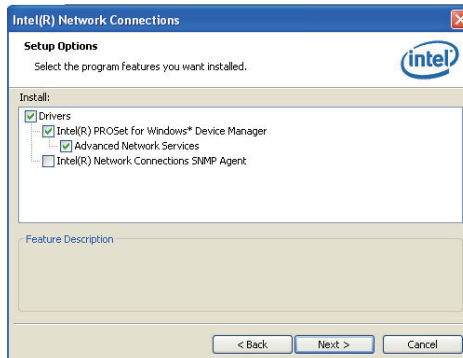 Intel(R) Network Connections
Setup Options
Select the program features you want installed.
intel
Install:
Drivers
Intel(R) PROSet for Windows* Device Manager
Advanced Network Services
Intel(R) Network Connections SNMP Agent
Feature Description
< Back Next > Cancel